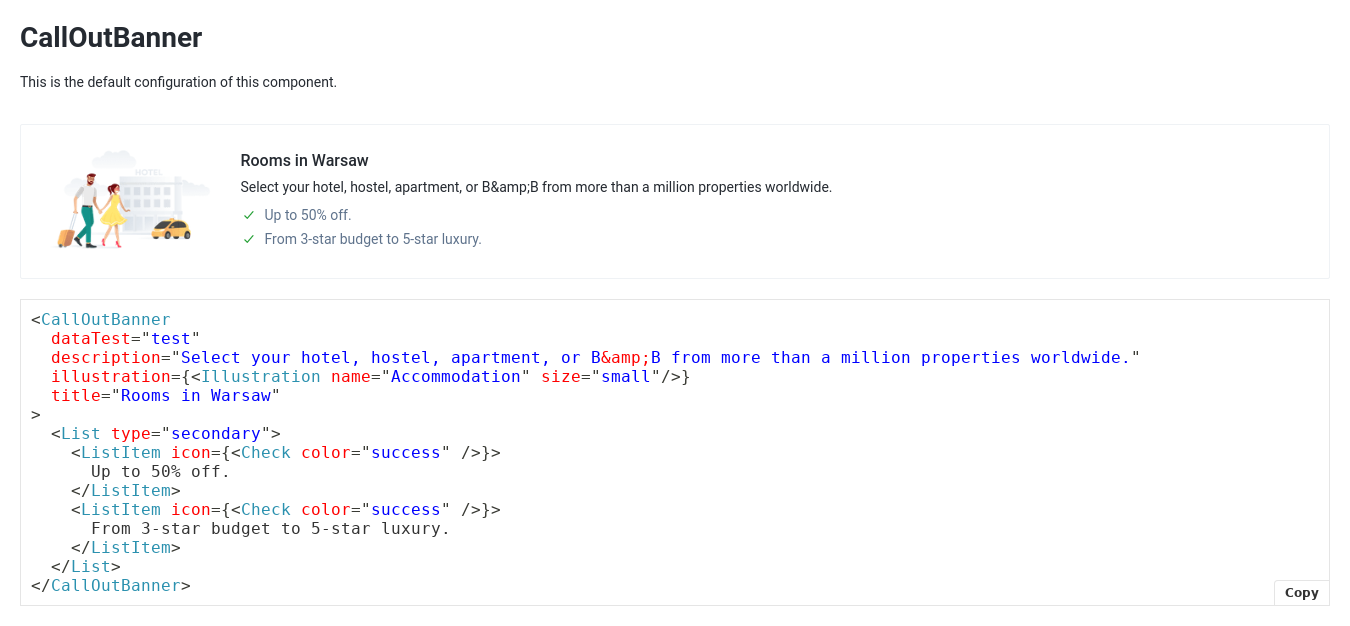 CallOutBanner
This is the default configuration of this component.
HOTEL
Rooms in Warsaw
Select your hotel, hostel, apartment, or B&amp;B from more than a million properties worldwide.
Up to 50% off.
From 3-star budget to 5-star luxury.
<CallOutBanner
  dataTest="test"
  description="Select your hotel, hostel, apartment, or B&amp;B from more than a million properties worldwide."
  illustration={<Illustration name="Accommodation" size="small"/>}
  title="Rooms in Warsaw"
>
  <List type="secondary">
    <ListItem icon={<Check color="success" />}>
      Up to 50% off.
    </ListItem>
    <ListItem icon={<Check color="success" />}>
      From 3-star budget to 5-star luxury.
    </ListItem>
  </List>
</CallOutBanner>
Copy